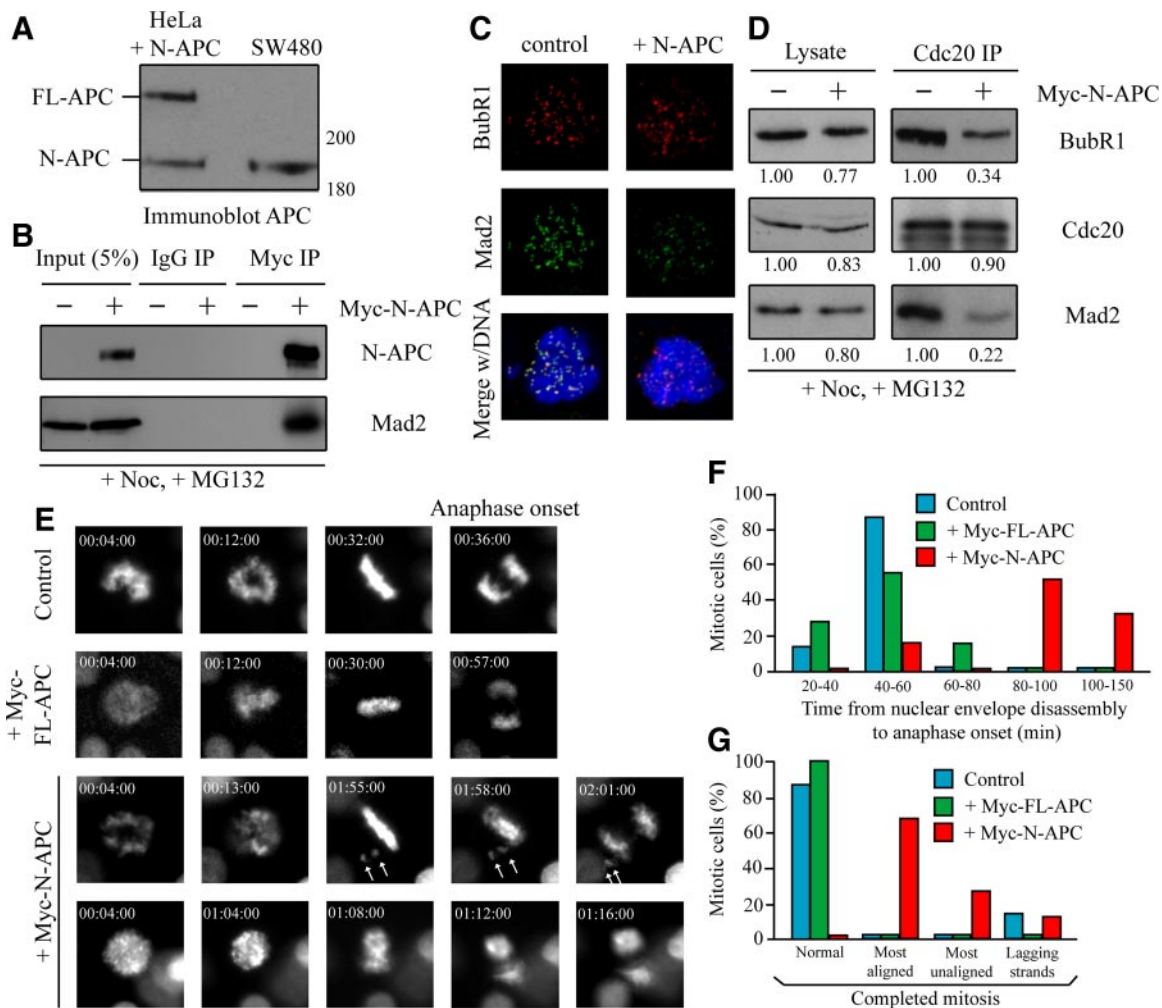 A
HeLa
+ N-APC
SW480
FL-APC
N-APC
200
180
Immunoblot APC
B
Input (5%)
IgG IP
Myc IP
− + − + − +
Myc-N-APC
N-APC
Mad2
+ Noc, + MG132
C
control
+ N-APC
BubR1
Mad2
Merge w/DNA
D
Lysate
Cdc20 IP
− + − +
Myc-N-APC
BubR1
1.00 0.77 1.00 0.34
Cdc20
1.00 0.83 1.00 0.90
Mad2
1.00 0.80 1.00 0.22
+ Noc, + MG132
E
Anaphase onset
Control
00:04:00 00:12:00 00:32:00 00:36:00
+ Myc-
FL-APC
00:04:00 00:12:00 00:30:00 00:57:00
+ Myc-N-APC
00:04:00 00:13:00 01:55:00 01:58:00 02:01:00
00:04:00 01:04:00 01:08:00 01:12:00 01:16:00
F
Mitotic cells (%)
100
80
60
40
20
0
Control
+ Myc-FL-APC
+ Myc-N-APC
20-40 40-60 60-80 80-100 100-150
Time from nuclear envelope disassembly
to anaphase onset (min)
G
Mitotic cells (%)
100
80
60
40
20
0
Control
+ Myc-FL-APC
+ Myc-N-APC
Normal
Most
aligned
Most
unaligned
Lagging
strands
Completed mitosis